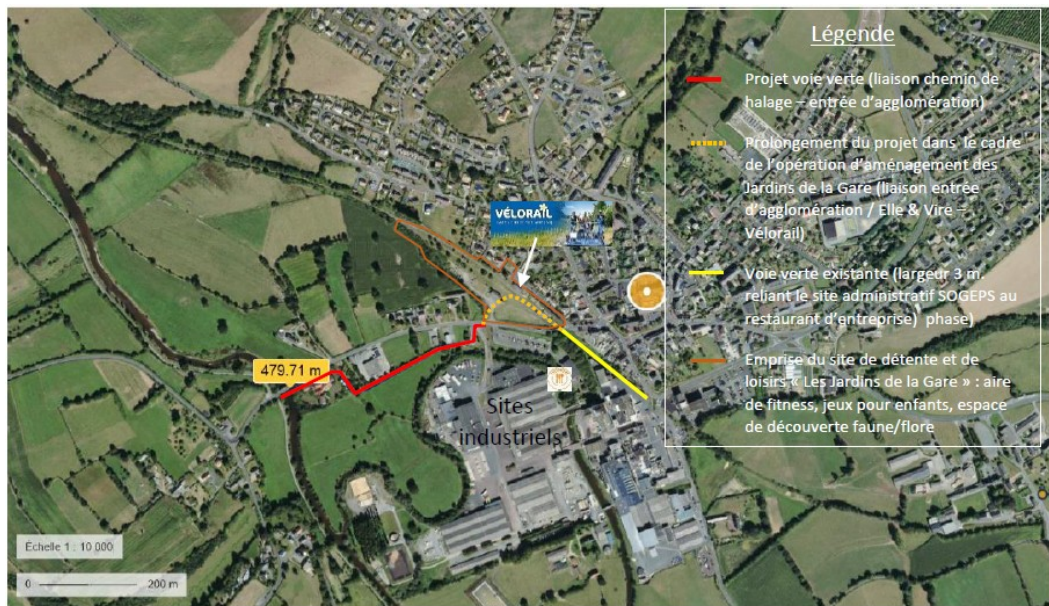 Légende
Projet voie verte (liaison chemin de
halage – entrée d'agglomération)
Prolongement du projet dans le cadre
de l'opération d'aménagement des
Jardins de la Gare (liaison entrée
d'agglomération / Elle & Vire –
Vélorail)
Voie verte existante (largeur 3 m.
reliant le site administratif SOGEPS au
restaurant d'entreprise) phase)
Emprise du site de détente et de
loisirs « Les Jardins de la Gare » : aire
de fitness, jeux pour enfants, espace
de découverte faune/flore
VÉLORAIL
479.71 m
Sites
industriels
Échelle 1 : 10 000
0 200 m